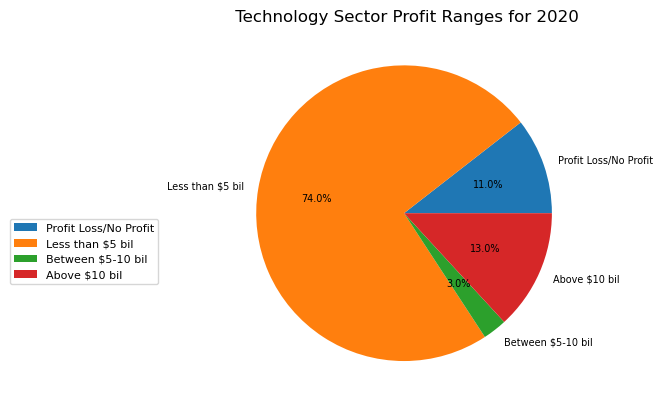 Technology Sector Profit Ranges for 2020
Profit Loss/No Profit
11.0%
Less than $5 bil
74.0%
Profit Loss/No Profit
Less than $5 bil
Between $5-10 bil
Above $10 bil
13.0%
Above $10 bil
3.0%
Between $5-10 bil